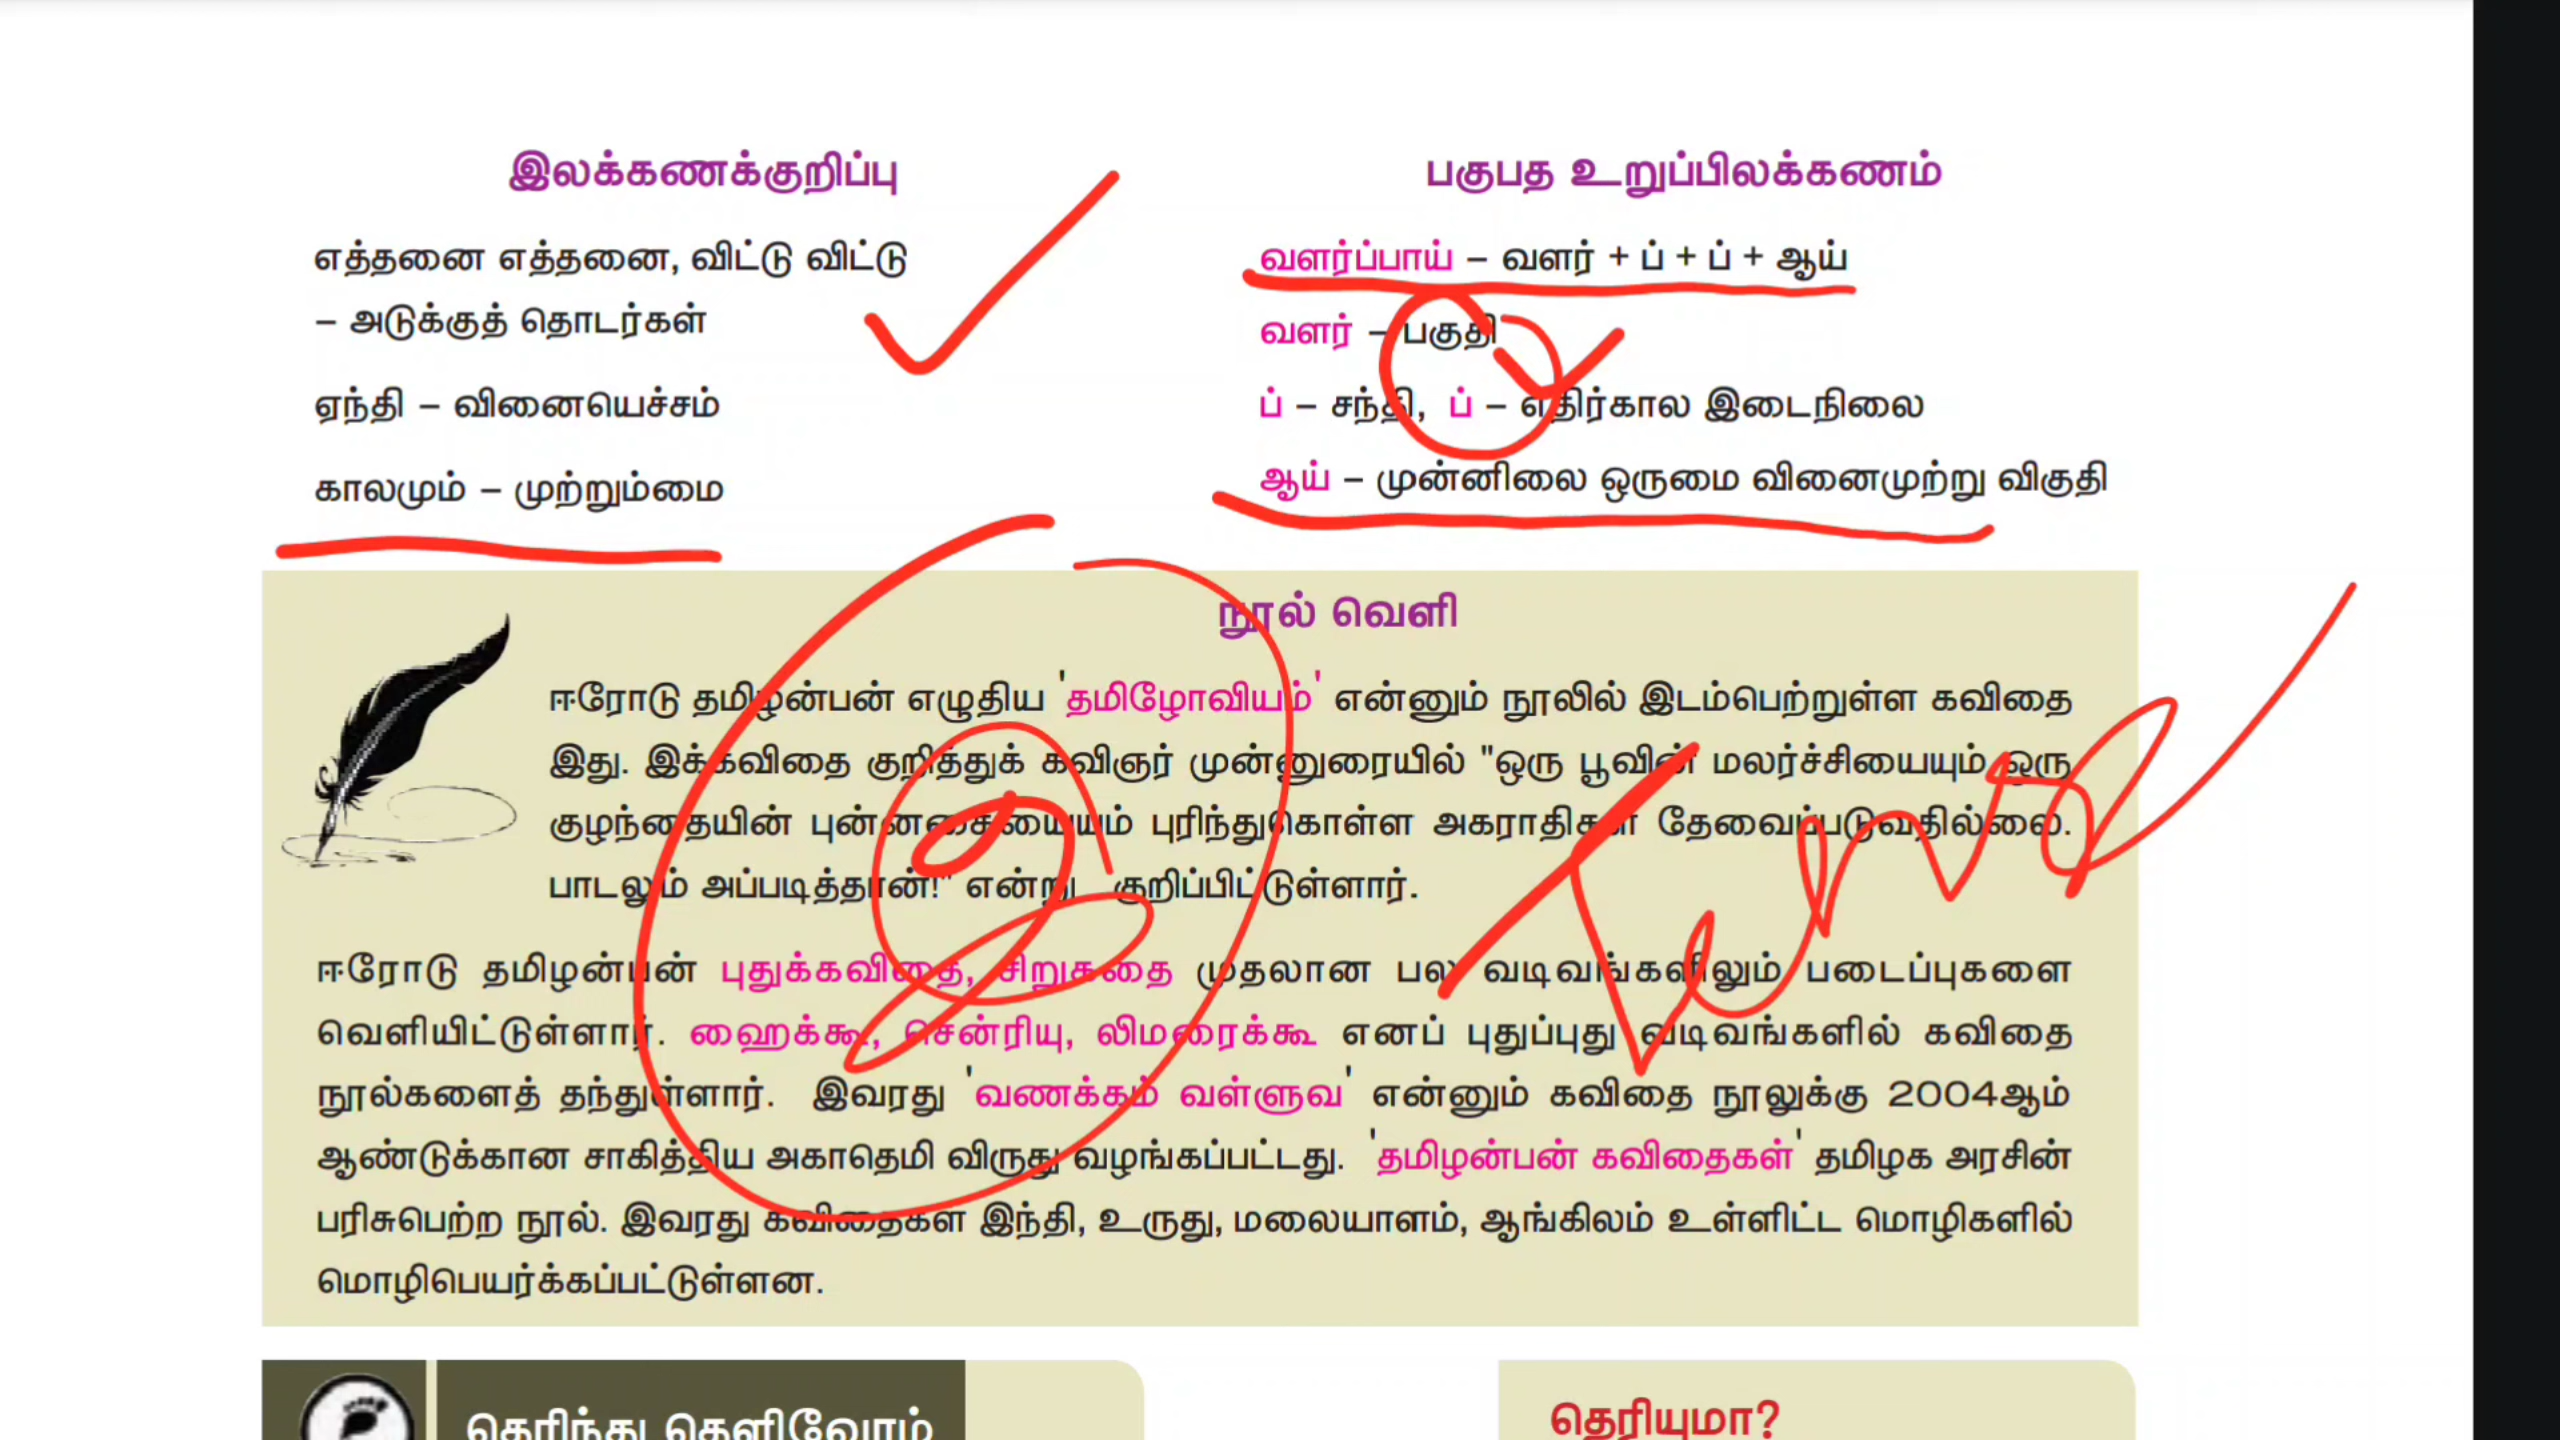 இலக்கணக்குறிப்பு
எத்தனை எத்தனை, விட்டு விட்டு
– அடுக்குத் தொடர்கள்
ஏந்தி – வினையெச்சம்
காலமும் – முற்றும்மை
பகுபத உறுப்பிலக்கணம்
வளர்ப்பாய் – வளர் + ப் + ப் + ஆய்
வளர் – பகுதி
ப் – சந்தி, ப் – எதிர்கால இடைநிலை
ஆய் – முன்னிலை ஒருமை வினைமுற்று விகுதி
நூல் வெளி
ஈரோடு தமிழன்பன் எழுதிய 'தமிழோவியம்' என்னும் நூலில் இடம்பெற்றுள்ள கவிதை
இது. இக்கவிதை குறித்துக் கவிஞர் முன்னுரையில் "ஒரு பூவின் மலர்ச்சியையும் ஒரு
குழந்தையின் புன்னகையையும் புரிந்துகொள்ள அகராதிகள் தேவைப்படுவதில்லை.
பாடலும் அப்படித்தான்!" என்று குறிப்பிட்டுள்ளார்.
ஈரோடு தமிழன்பன் புதுக்கவிதை, சிறுகதை முதலான பல வடிவங்களிலும் படைப்புகளை
வெளியிட்டுள்ளார். ஹைக்கூ, சென்ரியு, லிமரைக்கூ எனப் புதுப்புது வடிவங்களில் கவிதை
நூல்களைத் தந்துள்ளார். இவரது 'வணக்கம் வள்ளுவ' என்னும் கவிதை நூலுக்கு 2004ஆம்
ஆண்டுக்கான சாகித்திய அகாதெமி விருது வழங்கப்பட்டது. 'தமிழன்பன் கவிதைகள்' தமிழக அரசின்
பரிசுபெற்ற நூல். இவரது கவிதைகள் இந்தி, உருது, மலையாளம், ஆங்கிலம் உள்ளிட்ட மொழிகளில்
மொழிபெயர்க்கப்பட்டுள்ளன.
தெரிந்து தெளிவோம்
தெரியுமா?